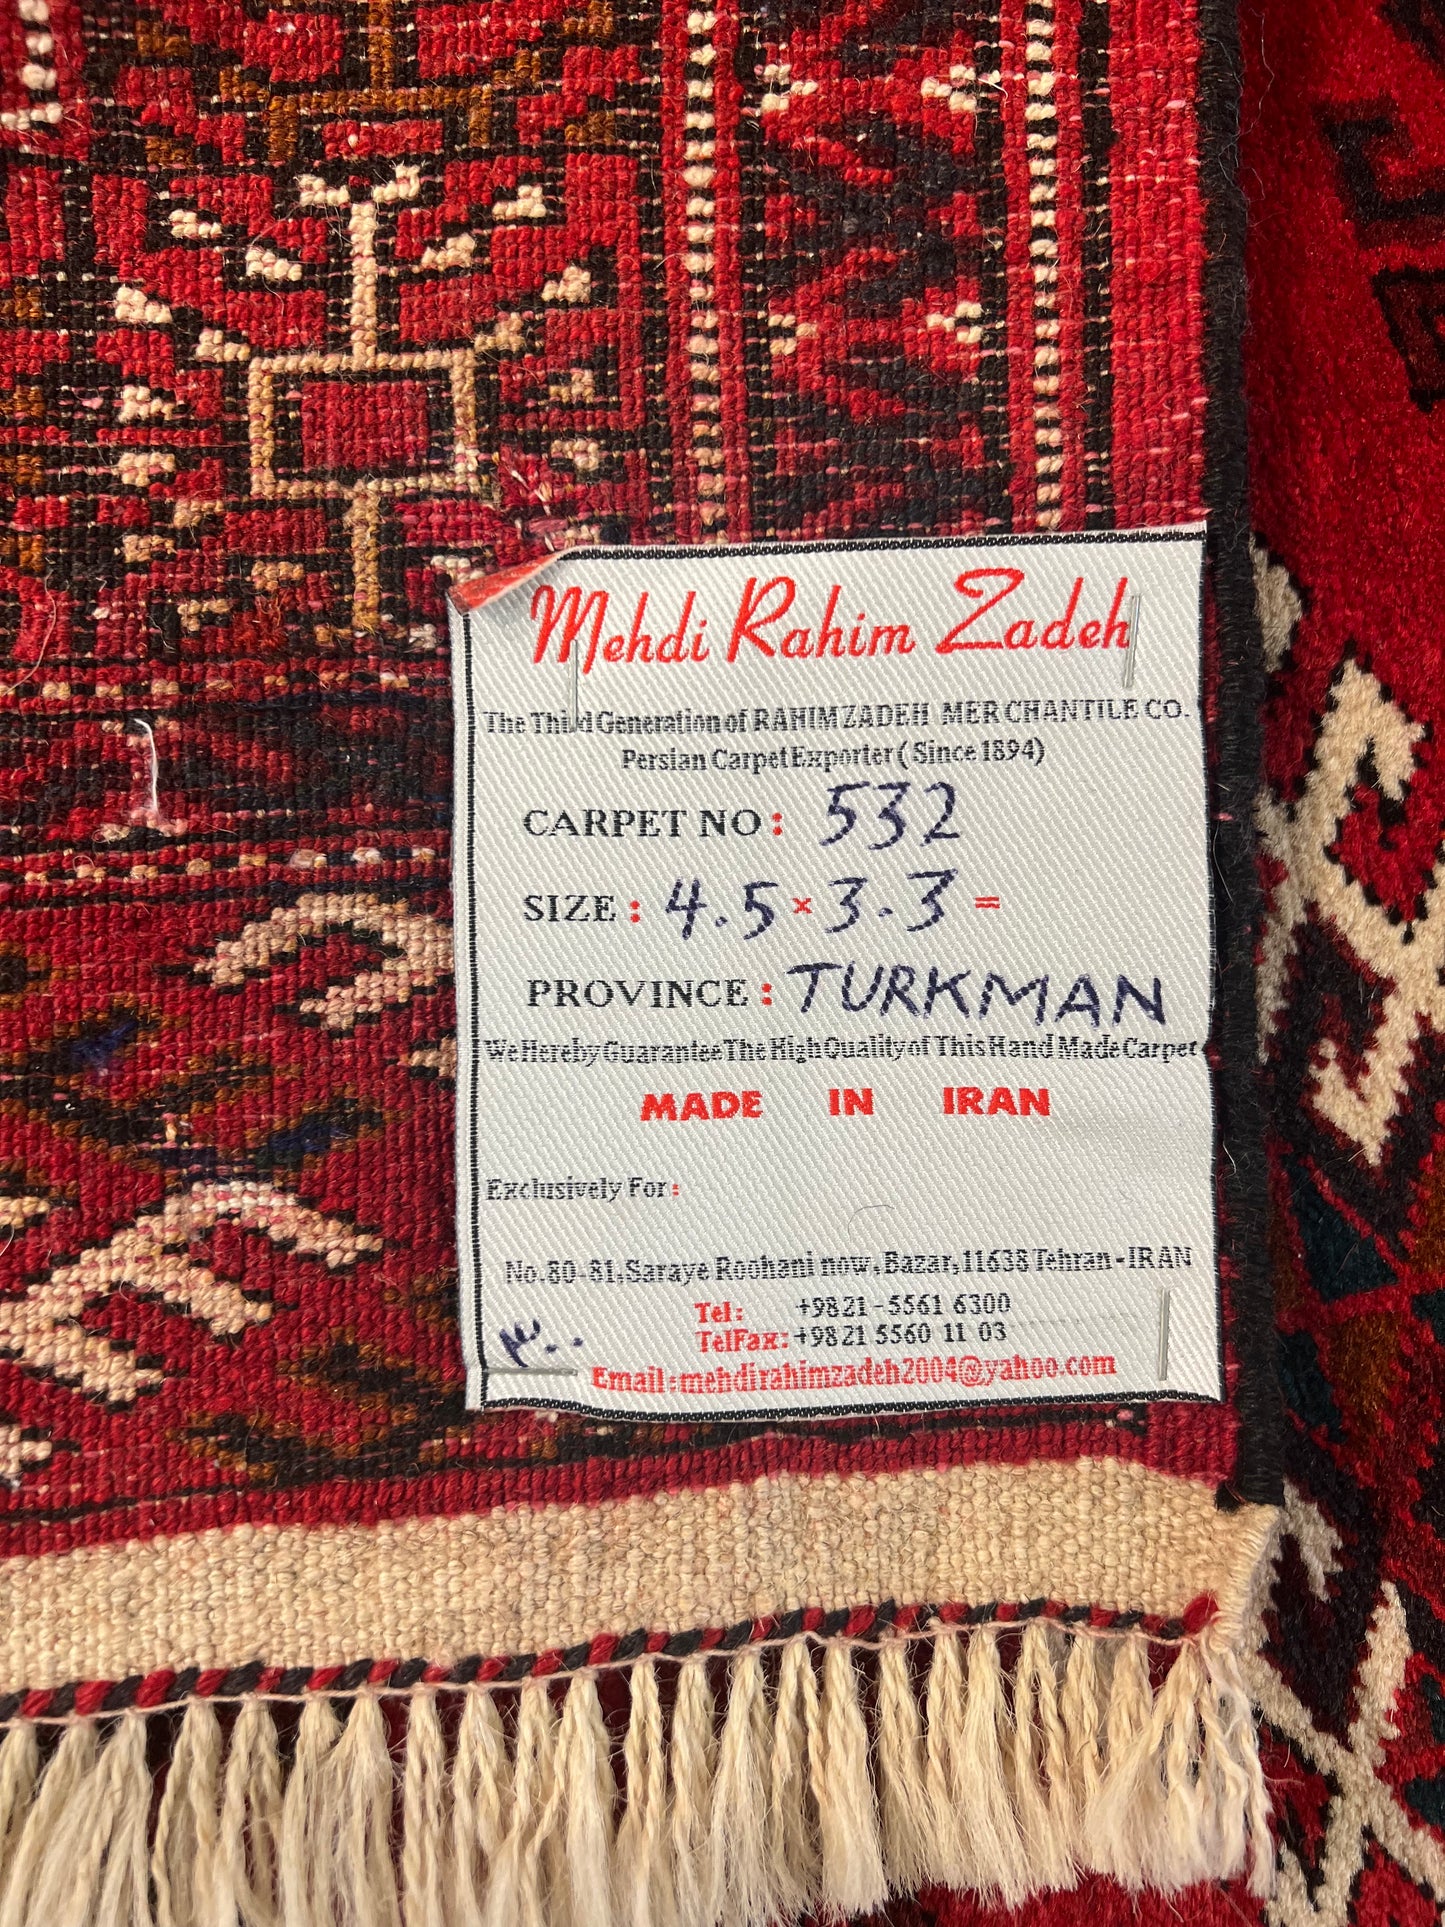 Mehdi Rahim Zadeh
The Third Generation of RAHIMZADEH MERCHANTILE CO.
Persian Carpet Exporter ( Since 1894)
CARPET NO : 532
SIZE : 4.5 × 3.3 =
PROVINCE : TURKMAN
We Hereby Guarantee The High Quality of This Hand Made Carpet
MADE IN IRAN
Exclusively For :
No.80-81, Saraye Roohani now, Bazar, 11638 Tehran - IRAN
Tel : +9821 - 5561 6300
TelFax: +9821 5560 11 03
۳۰۰
Email : mehdirahimzadeh2004@yahoo.com